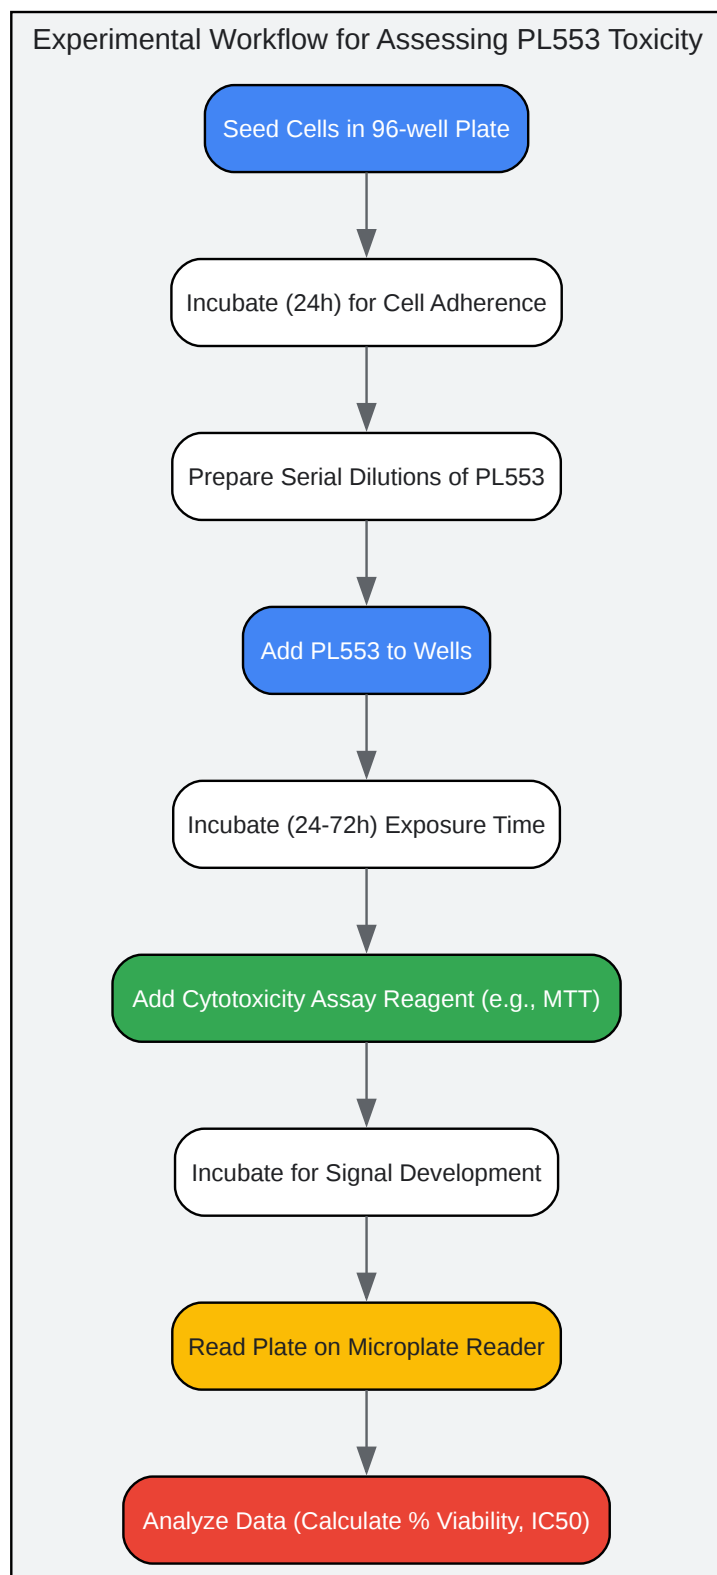 Experimental Workflow for Assessing PL553 Toxicity
Seed Cells in 96-well Plate
Incubate (24h) for Cell Adherence
Prepare Serial Dilutions of PL553
Add PL553 to Wells
Incubate (24-72h) Exposure Time
Add Cytotoxicity Assay Reagent (e.g., MTT)
Incubate for Signal Development
Read Plate on Microplate Reader
Analyze Data (Calculate % Viability, IC50)